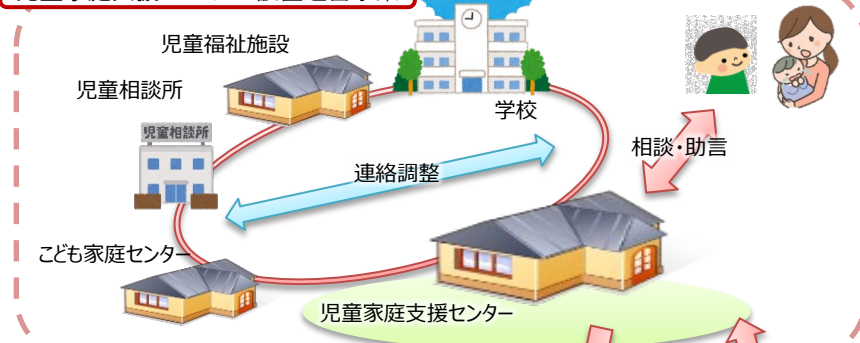 児童福祉施設
児童相談所
学校
児童相談所
相談・助言
連絡調整
こども家庭センター
児童家庭支援センター